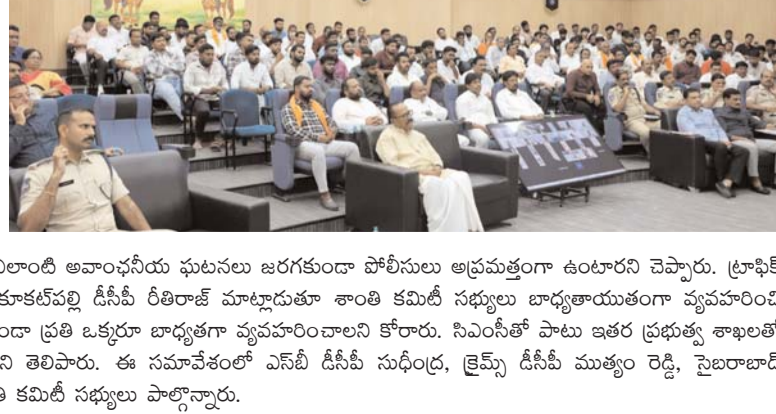 ఎలాంటి అవాంఛనీయ ఘటనలు జరగకుండా పోలీసులు అప్రమత్తంగా ఉంటారని చెప్పారు. ట్రాఫిక్
కూకట్‌పల్లి డీసీపీ రీతిరాజ్ మాట్లాడుతూ శాంతి కమిటీ సభ్యులు బాధ్యతాయుతంగా వ్యవహరించి
ండా ప్రతి ఒక్కరూ బాధ్యతగా వ్యవహరించాలని కోరారు. సిఎంసీతో పాటు ఇతర ప్రభుత్వ శాఖలతో
ని తెలిపారు. ఈ సమావేశంలో ఎస్‌బీ డీసీపీ సుధీంద్ర, క్రైమ్స్ డీసీపీ ముత్యం రెడ్డి, సైబరాబాద్
తి కమిటీ సభ్యులు పాల్గొన్నారు.